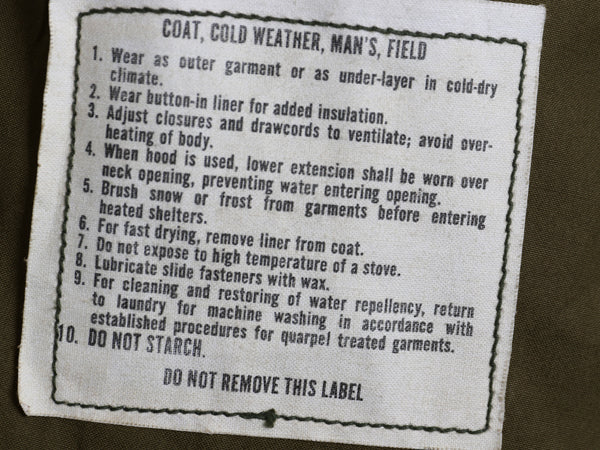 COAT, COLD WEATHER, MAN'S, FIELD
1. Wear as outer garment or as under-layer in cold-dry
climate.
2. Wear button-in liner for added insulation.
3. Adjust closures and drawcords to ventilate; avoid over-
heating of body.
4. When hood is used, lower extension shall be worn over
neck opening, preventing water entering opening.
5. Brush snow or frost from garments before entering
heated shelters.
6. For fast drying, remove liner from coat.
7. Do not expose to high temperature of a stove.
8. Lubricate slide fasteners with wax.
9. For cleaning and restoring of water repellency, return
to laundry for machine washing in accordance with
established procedures for quarpel treated garments.
10. DO NOT STARCH.
DO NOT REMOVE THIS LABEL